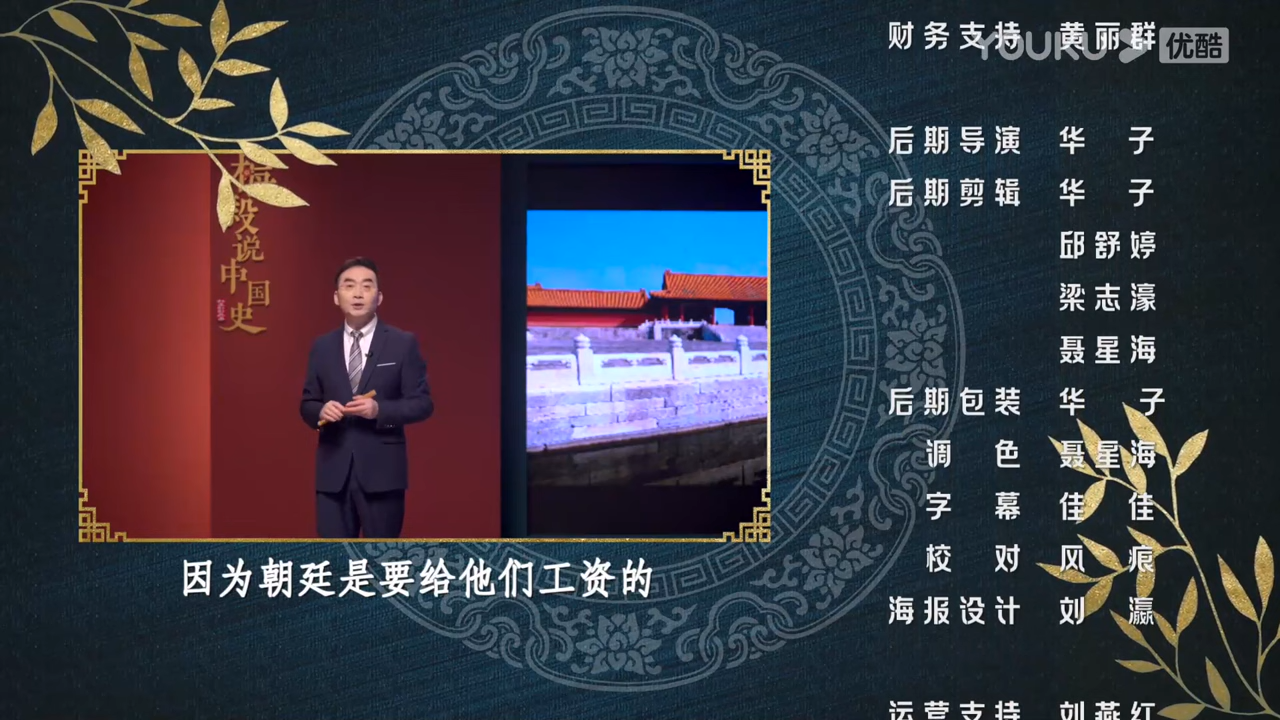 梅毅说中国史
因为朝廷是要给他们工资的
YOUKU 优酷
财务支持 黄丽群
后期导演 华 子
后期剪辑 华 子
邱舒婷
梁志濠
聂星海
后期包装 华 子
调 色 聂星海
字 幕 佳 佳
校 对 风 痕
海报设计 刘 瀛
运营支持 刘燕红